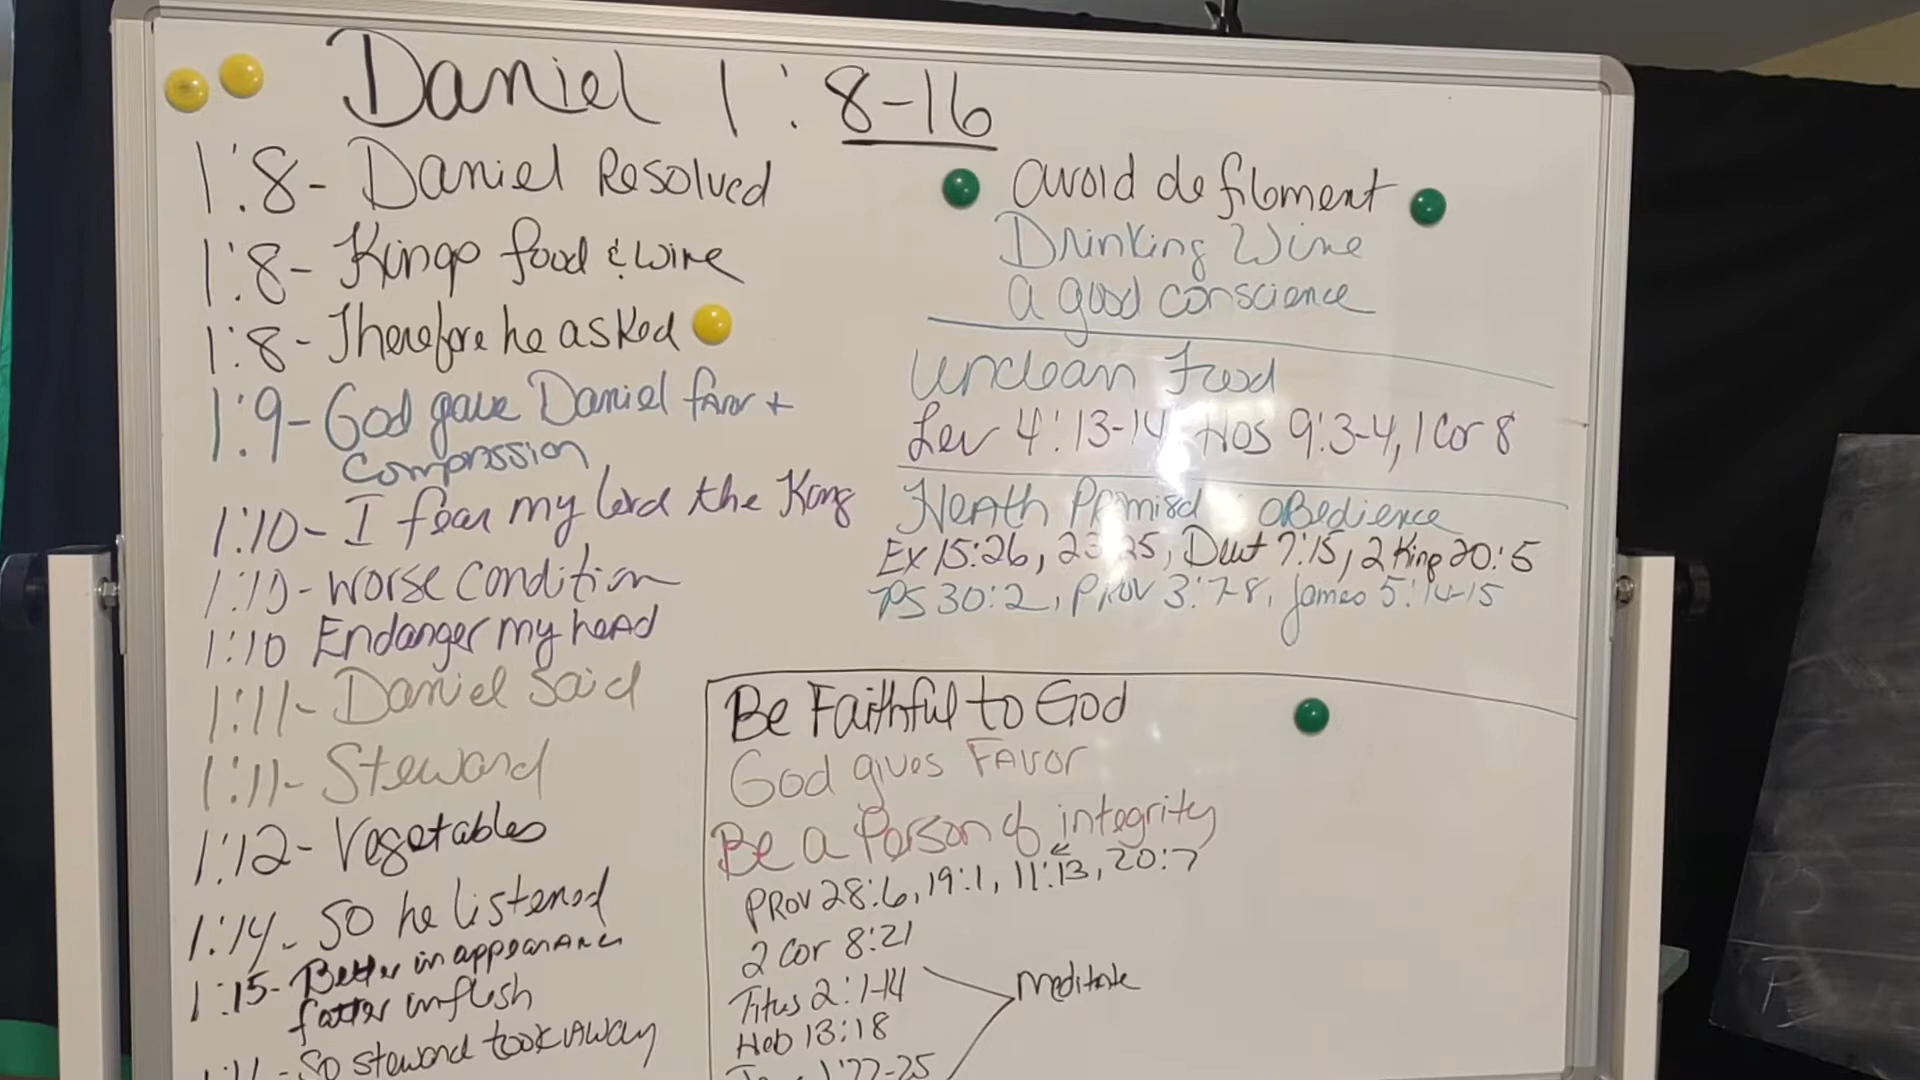 Daniel 1:8-16
1:8- Daniel Resolved
1:8- Kings food & wine
1:8- Therefore he asked
1:9- God gave Daniel favor +
Compassion
1:10- I fear my lord the King
1:10- worse condition
1:10 Endanger my head
1:11- Daniel Said
1:11- Steward
1:12- Vegetables
1:14- So he listened
1:15- Better in appearance
fatter in flesh
So steward took Away
avoid defilement
Drinking Wine
a good conscience
Unclean Food
Lev 4:13-14, Hos 9:3-4, 1 Cor 8
Health Promised : OBedience
Ex 15:26, 23:25, Deut 7:15, 2 King 20:5
PS 30:2, Prov 3:7-8, James 5:14-15
Be Faithful to God
God gives Favor
Be a Person of integrity
PROV 28:6, 19:1, 11:13, 20:7
2 Cor 8:21
Titus 2:1-14
Heb 13:18
1:22-25
Meditate